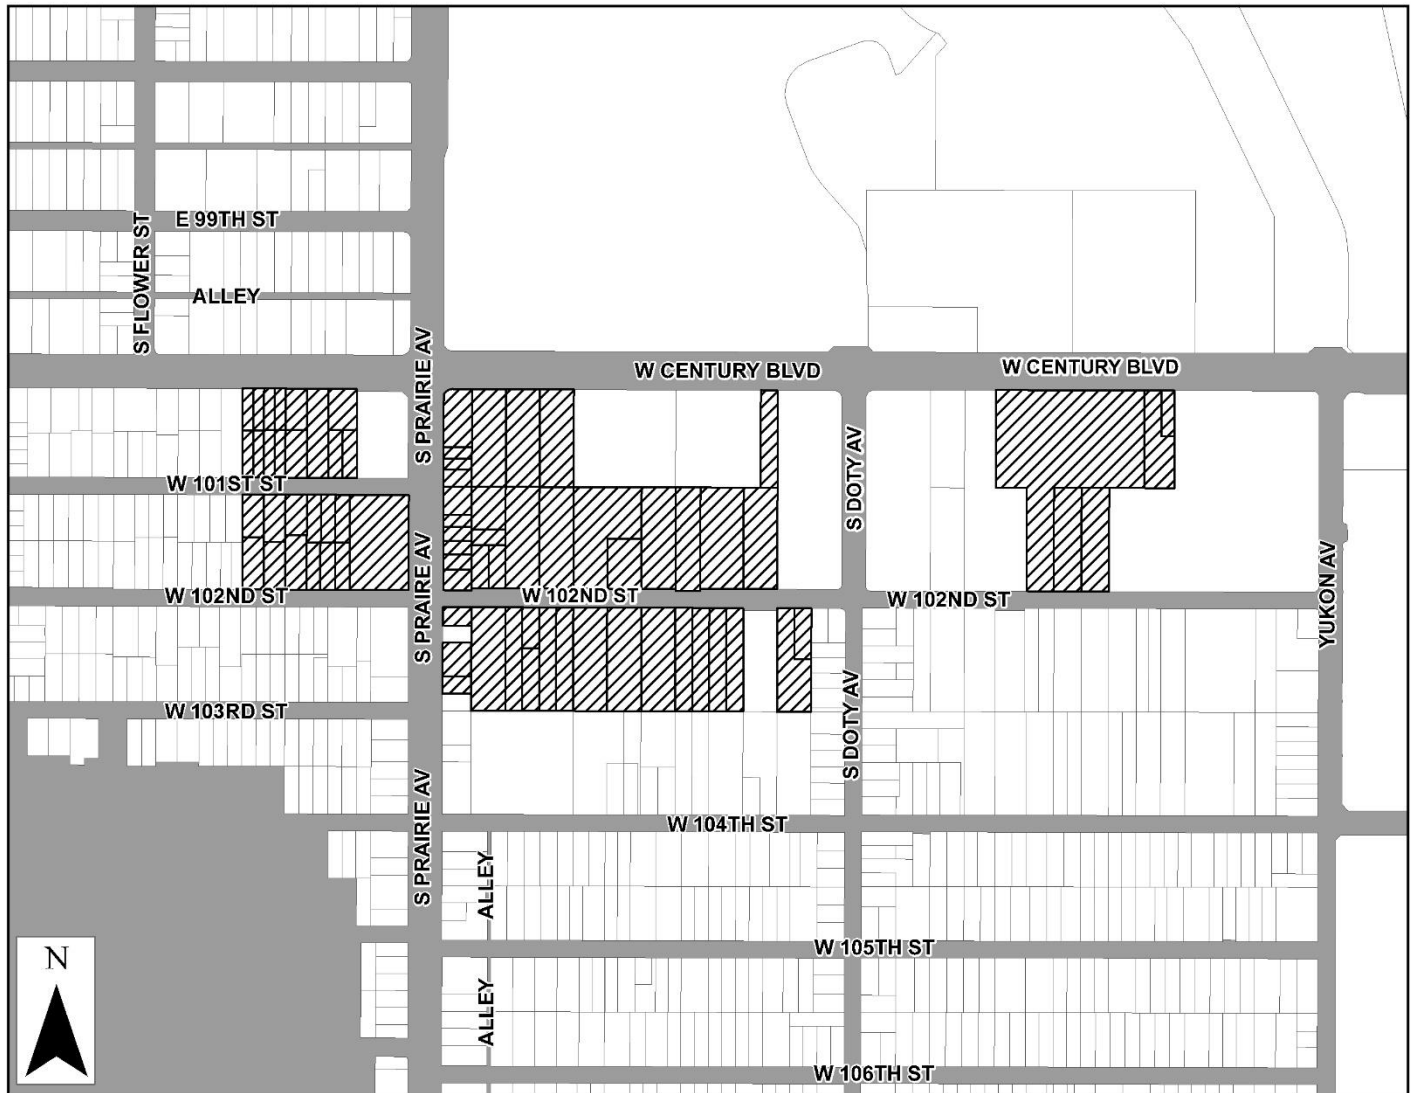 E 99TH ST
S FLOWER ST
ALLEY
S PRAIRIE AV
W CENTURY BLVD
W CENTURY BLVD
W 101ST ST
S DOTY AV
S PRAIRE AV
W 102ND ST
W 102ND ST
W 102ND ST
YUKON AV
W 103RD ST
S DOTY AV
S PRAIRIE AV
W 104TH ST
ALLEY
W 105TH ST
N
ALLEY
W 106TH ST